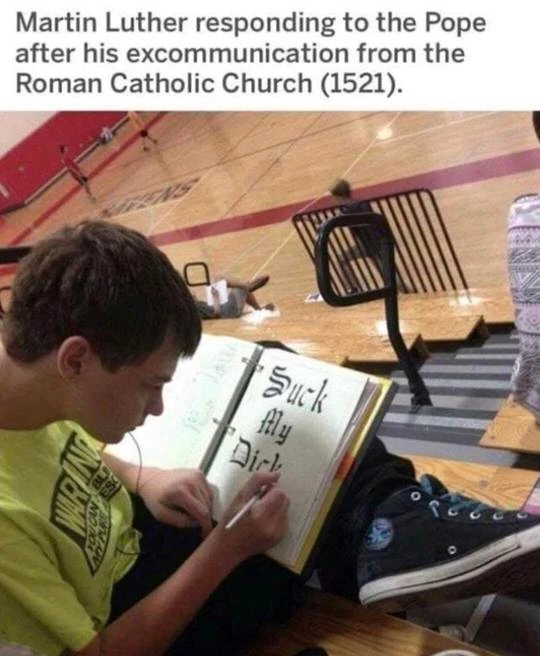 Martin Luther responding to the Pope
after his excommunication from the
Roman Catholic Church (1521).
Suck
My
Dick